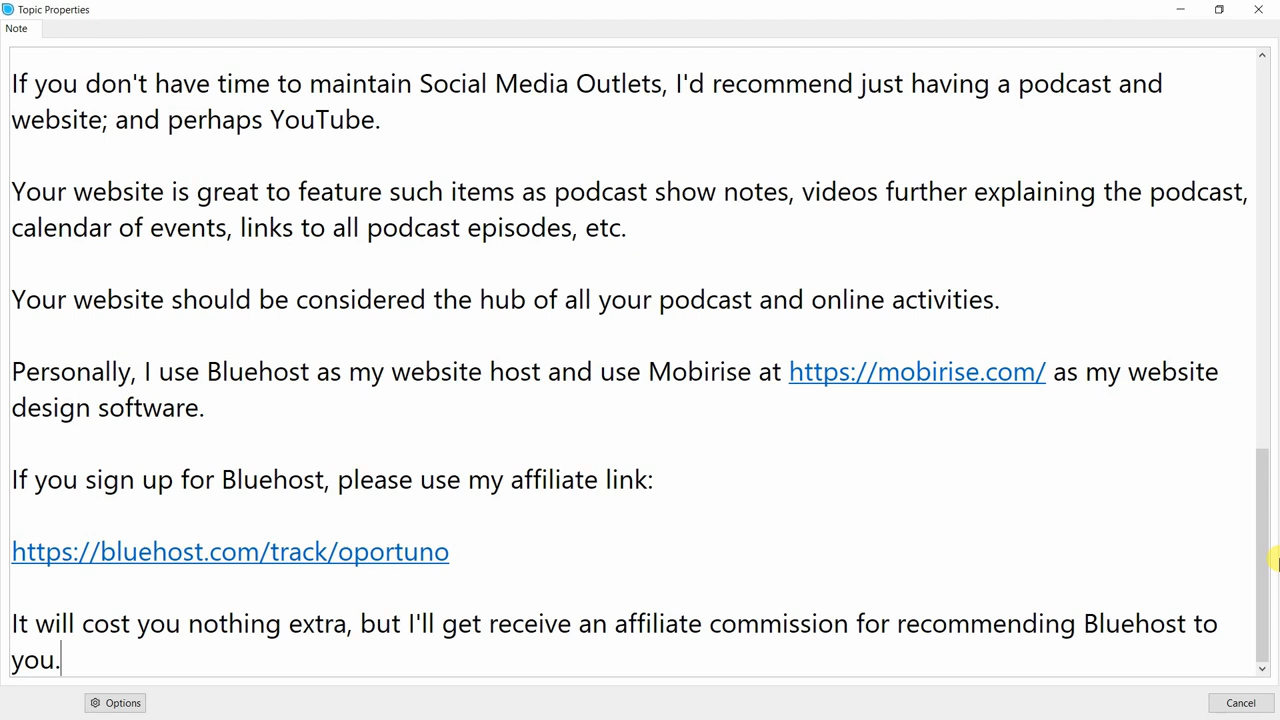 Topic Properties
Note
If you don't have time to maintain Social Media Outlets, I'd recommend just having a podcast and
website; and perhaps YouTube.
Your website is great to feature such items as podcast show notes, videos further explaining the podcast,
calendar of events, links to all podcast episodes, etc.
Your website should be considered the hub of all your podcast and online activities.
Personally, I use Bluehost as my website host and use Mobirise at https://mobirise.com/ as my website
design software.
If you sign up for Bluehost, please use my affiliate link:
https://bluehost.com/track/oportuno
It will cost you nothing extra, but I'll get receive an affiliate commission for recommending Bluehost to
you.
Options
Cancel